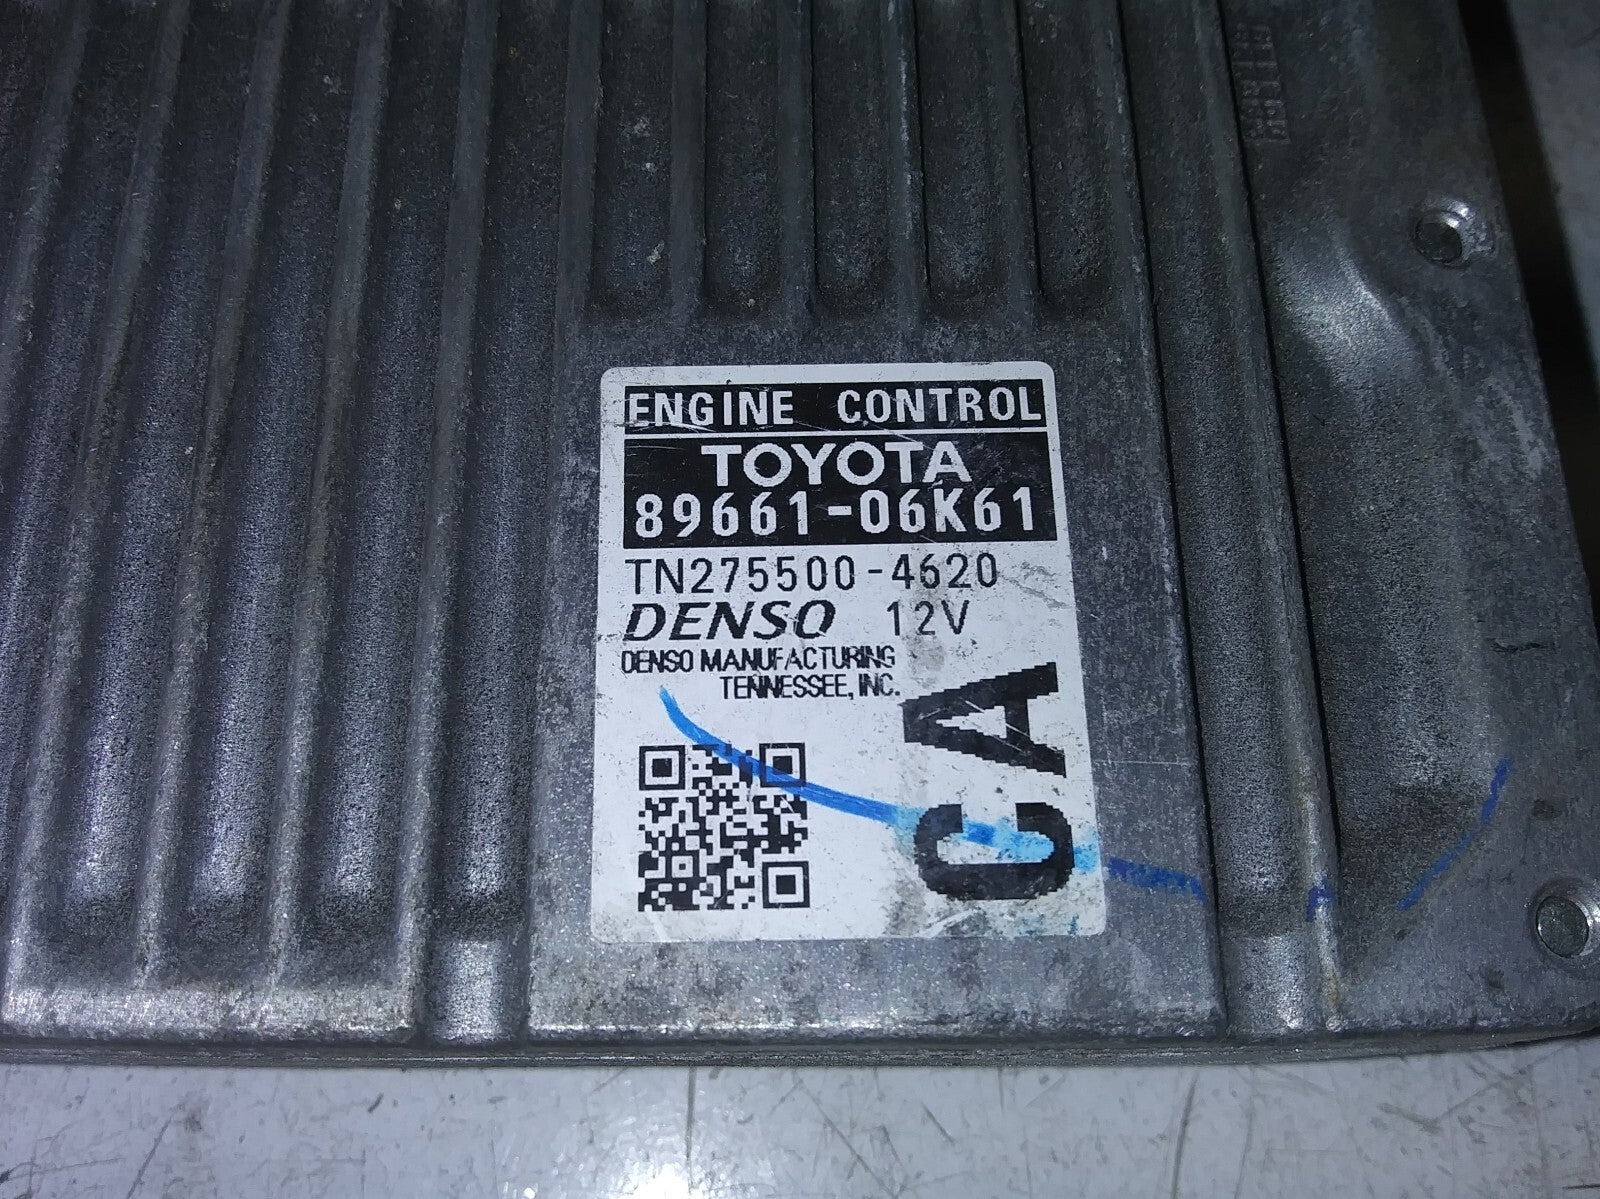 ENGINE CONTROL
TOYOTA
89661-06K61
TN275500-4620
DENSO 12V
DENSO MANUFACTURING
TENNESSEE, INC.
CA